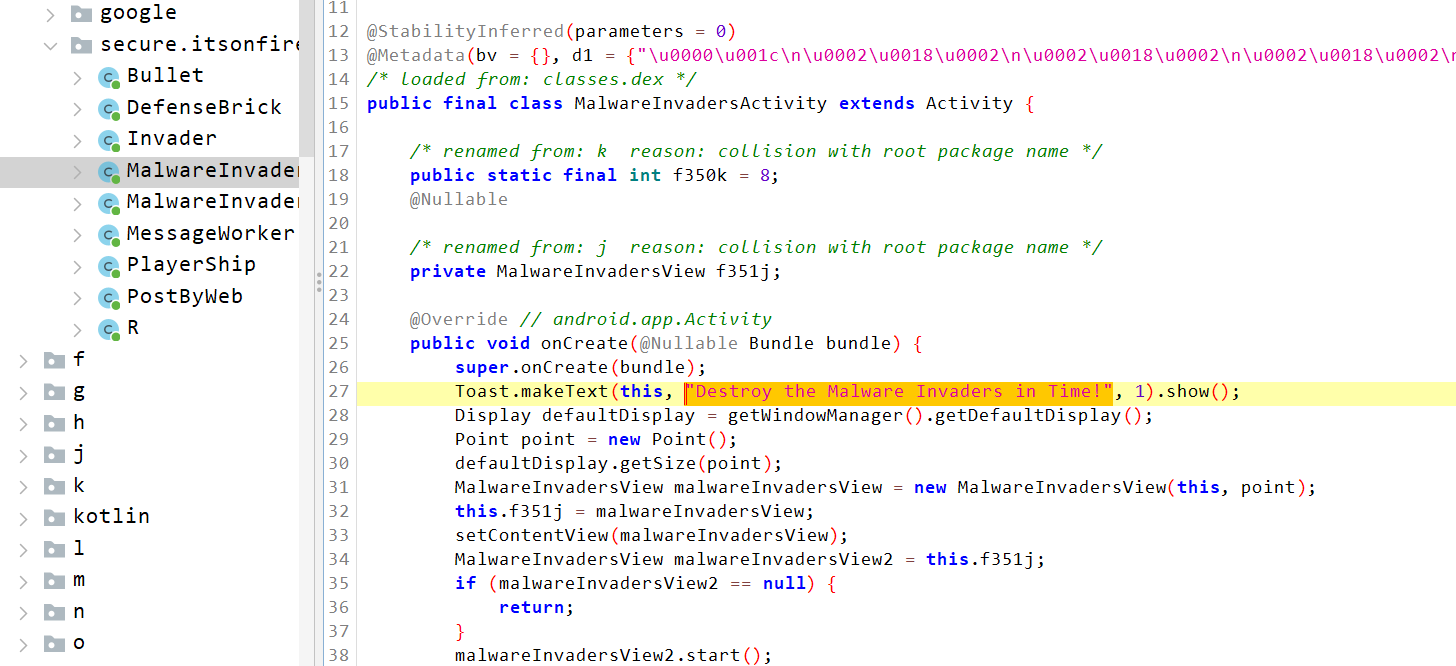 google
secure.itsonfire
Bullet
DefenseBrick
Invader
MalwareInvader
MalwareInvader
MessageWorker
PlayerShip
PostByWeb
R
f
g
h
j
k
kotlin
l
m
n
o
11
12 @StabilityInferred(parameters = 0)
13 @Metadata(bv = {}, d1 = {"\u0000\u001c\n\u0002\u0018\u0002\n\u0002\u0018\u0002\n\u0002\u0018\u0002\n
14 /* loaded from: classes.dex */
15 public final class MalwareInvadersActivity extends Activity {
16
17 /* renamed from: k  reason: collision with root package name */
18 public static final int f350k = 8;
19 @Nullable
20
21 /* renamed from: j  reason: collision with root package name */
22 private MalwareInvadersView f351j;
23
24 @Override // android.app.Activity
25 public void onCreate(@Nullable Bundle bundle) {
26 super.onCreate(bundle);
27 Toast.makeText(this, "Destroy the Malware Invaders in Time!", 1).show();
28 Display defaultDisplay = getWindowManager().getDefaultDisplay();
29 Point point = new Point();
30 defaultDisplay.getSize(point);
31 MalwareInvadersView malwareInvadersView = new MalwareInvadersView(this, point);
32 this.f351j = malwareInvadersView;
33 setContentView(malwareInvadersView);
34 MalwareInvadersView malwareInvadersView2 = this.f351j;
35 if (malwareInvadersView2 == null) {
36 return;
37 }
38 malwareInvadersView2.start();